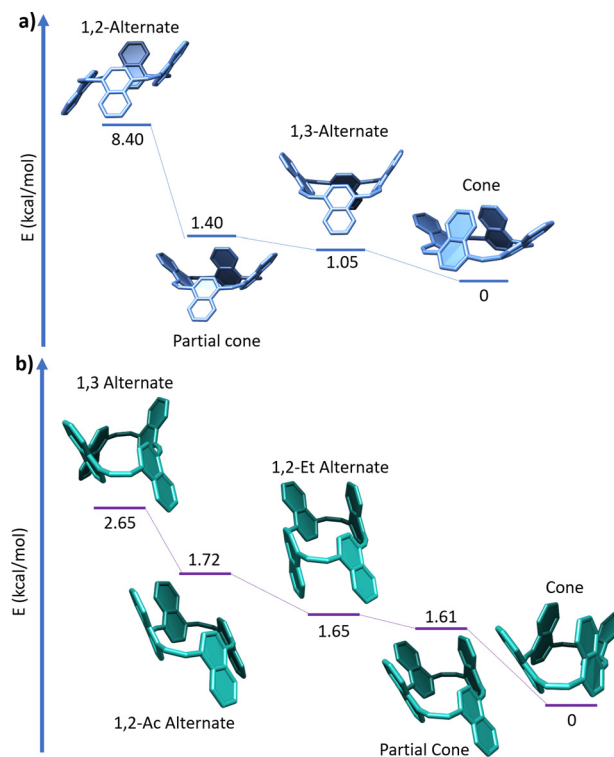 a)
1,2-Alternate
8.40
1,3-Alternate
Cone
1.40
1.05
0
Partial cone
E (kcal/mol)
b)
1,3 Alternate
2.65
1,2-Et Alternate
1.72
1.65
1.61
Cone
0
1,2-Ac Alternate
Partial Cone
E (kcal/mol)